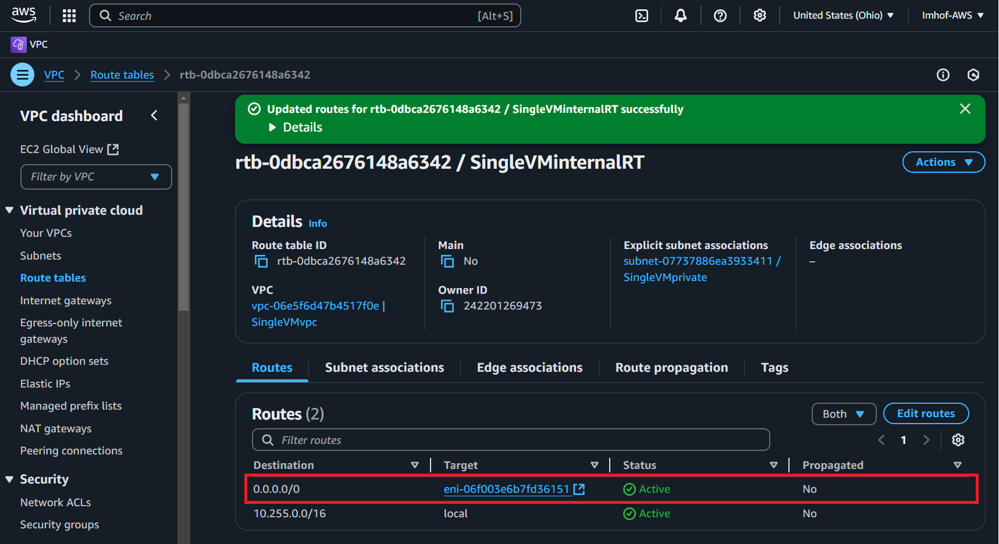 aws
Search [Alt+S]
United States (Ohio)
Imhof-AWS
VPC
VPC
Route tables
rtb-0dbca2676148a6342
VPC dashboard
EC2 Global View
Filter by VPC
Virtual private cloud
Your VPCs
Subnets
Route tables
Internet gateways
Egress-only internet
gateways
DHCP option sets
Elastic IPs
Managed prefix lists
NAT gateways
Peering connections
Security
Network ACLs
Security groups
Updated routes for rtb-0dbca2676148a6342 / SingleVMinternalRT successfully
Details
rtb-0dbca2676148a6342 / SingleVMinternalRT
Actions
Details Info
Route table ID
rtb-0dbca2676148a6342
Main
No
Explicit subnet associations
subnet-07737886ea3933411 /
SingleVMprivate
Edge associations
–
VPC
vpc-06e5f6d47b4517f0e |
SingleVMvpc
Owner ID
242201269473
Routes
Subnet associations
Edge associations
Route propagation
Tags
Routes (2)
Both
Edit routes
Filter routes
1
Destination Target Status Propagated
0.0.0.0/0 eni-06f003e6b7fd36151 Active No
10.255.0.0/16 local Active No